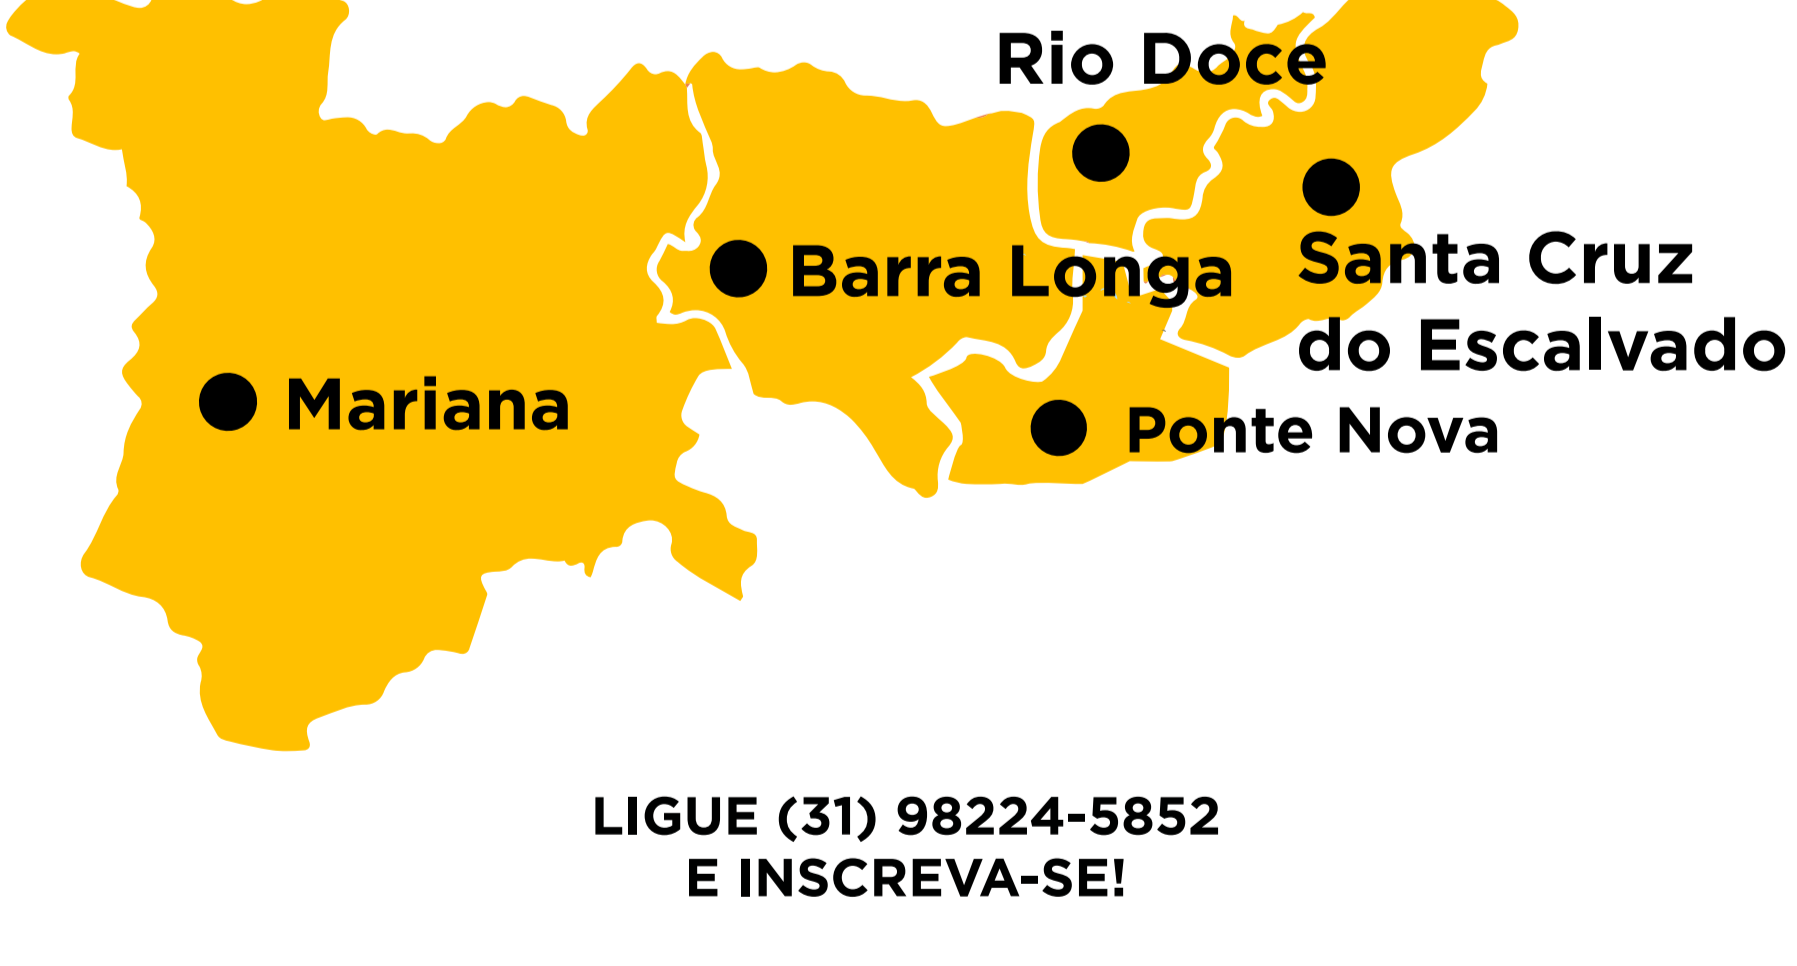 Rio Doce
Barra Longa
Santa Cruz
do Escalvado
Mariana
Ponte Nova
LIGUE (31) 98224-5852
E INSCREVA-SE!